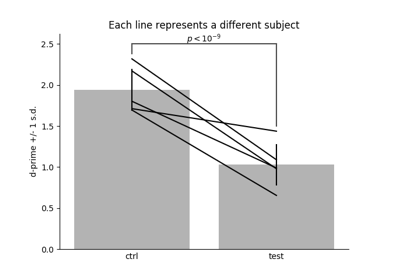 Each line represents a different subject
p < 10⁻⁹
2.5
2.0
1.5
1.0
0.5
0.0
d-prime +/- 1 s.d.
ctrl test